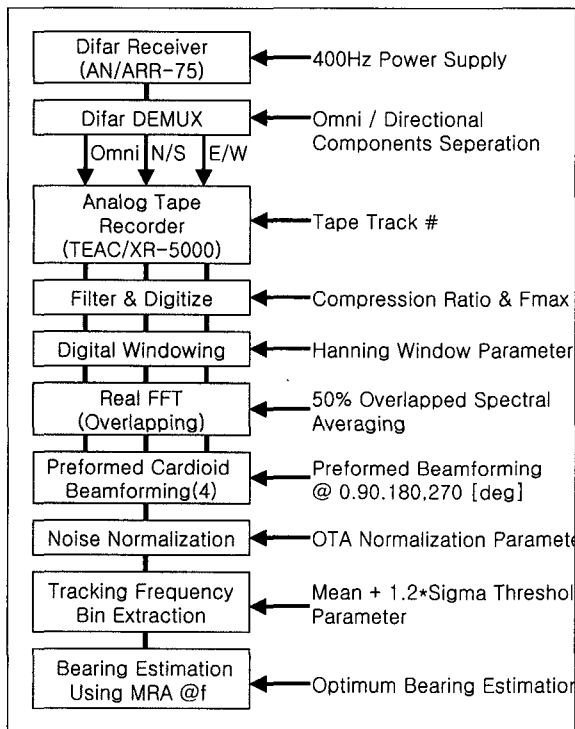 Difar Receiver
(AN/ARR-75)
400Hz Power Supply
Difar DEMUX
Omni / Directional
Components Seperation
Omni N/S E/W
Analog Tape
Recorder
(TEAC/XR-5000)
Tape Track #
Filter & Digitize
Compression Ratio & Fmax
Digital Windowing
Hanning Window Parameter
Real FFT
(Overlapping)
50% Overlapped Spectral
Averaging
Preformed Cardioid
Beamforming(4)
Preformed Beamforming
@ 0.90.180,270 [deg]
Noise Normalization
OTA Normalization Paramete
Tracking Frequency
Bin Extraction
Mean + 1.2*Sigma Threshol
Parameter
Bearing Estimation
Using MRA @f
Optimum Bearing Estimation